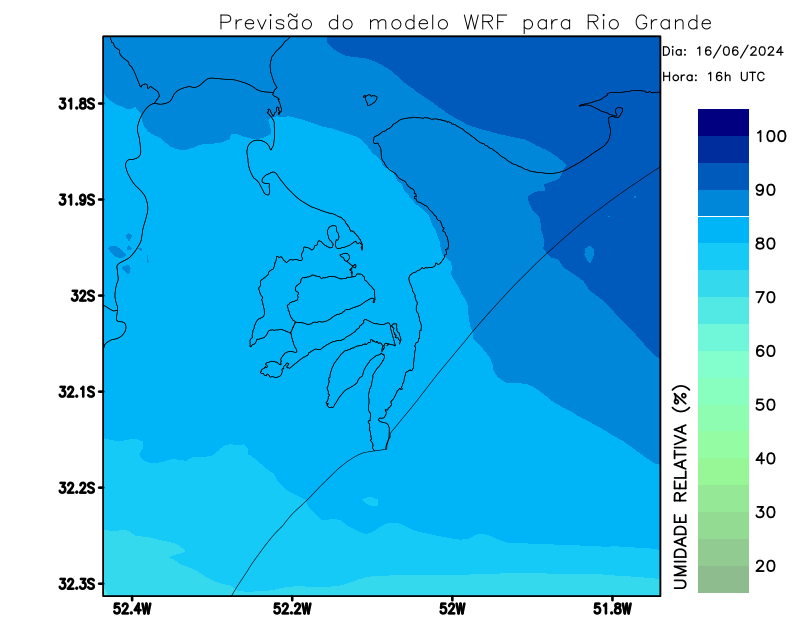 Previsão do modelo WRF para Rio Grande
Dia: 16/06/2024
Hora: 16h UTC
31.8S
31.9S
32S
32.1S
32.2S
32.3S
52.4W
52.2W
52W
51.8W
UMIDADE RELATIVA (%)
100
90
80
70
60
50
40
30
20